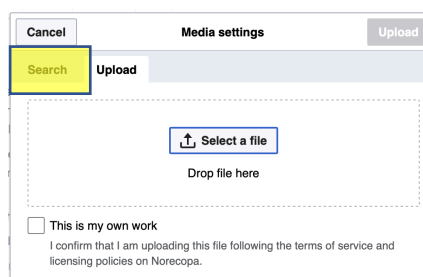 Cancel Media settings Upload
Search Upload
Select a file
Drop file here
This is my own work
I confirm that I am uploading this file following the terms of service and
licensing policies on Norecopa.